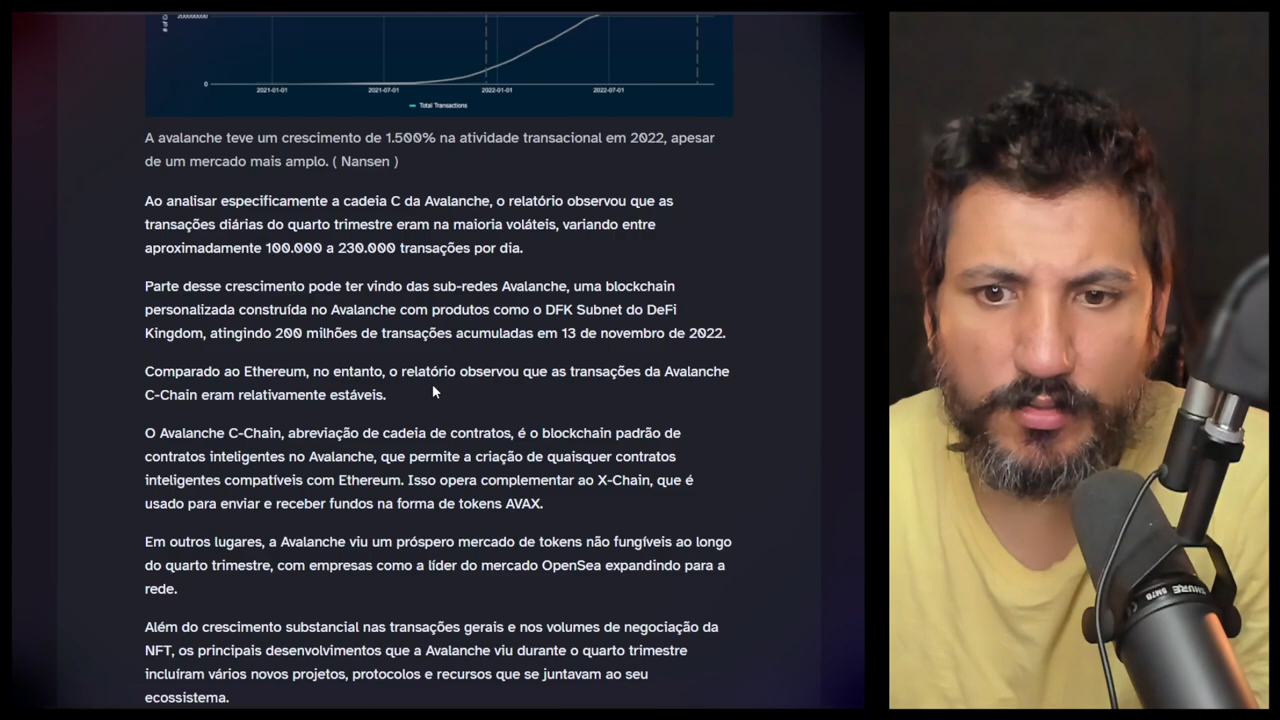 20000000
0
2021-01-01 2021-07-01 2022-01-01 2022-07-01
Total Transactions
A avalanche teve um crescimento de 1.500% na atividade transacional em 2022, apesar
de um mercado mais amplo. ( Nansen )
Ao analisar especificamente a cadeia C da Avalanche, o relatório observou que as
transações diárias do quarto trimestre eram na maioria voláteis, variando entre
aproximadamente 100.000 a 230.000 transações por dia.
Parte desse crescimento pode ter vindo das sub-redes Avalanche, uma blockchain
personalizada construída no Avalanche com produtos como o DFK Subnet do DeFi
Kingdom, atingindo 200 milhões de transações acumuladas em 13 de novembro de 2022.
Comparado ao Ethereum, no entanto, o relatório observou que as transações da Avalanche
C-Chain eram relativamente estáveis.
O Avalanche C-Chain, abreviação de cadeia de contratos, é o blockchain padrão de
contratos inteligentes no Avalanche, que permite a criação de quaisquer contratos
inteligentes compatíveis com Ethereum. Isso opera complementar ao X-Chain, que é
usado para enviar e receber fundos na forma de tokens AVAX.
Em outros lugares, a Avalanche viu um próspero mercado de tokens não fungíveis ao longo
do quarto trimestre, com empresas como a líder do mercado OpenSea expandindo para a
rede.
Além do crescimento substancial nas transações gerais e nos volumes de negociação da
NFT, os principais desenvolvimentos que a Avalanche viu durante o quarto trimestre
incluíram vários novos projetos, protocolos e recursos que se juntavam ao seu
ecossistema.
SHURE
SM7B